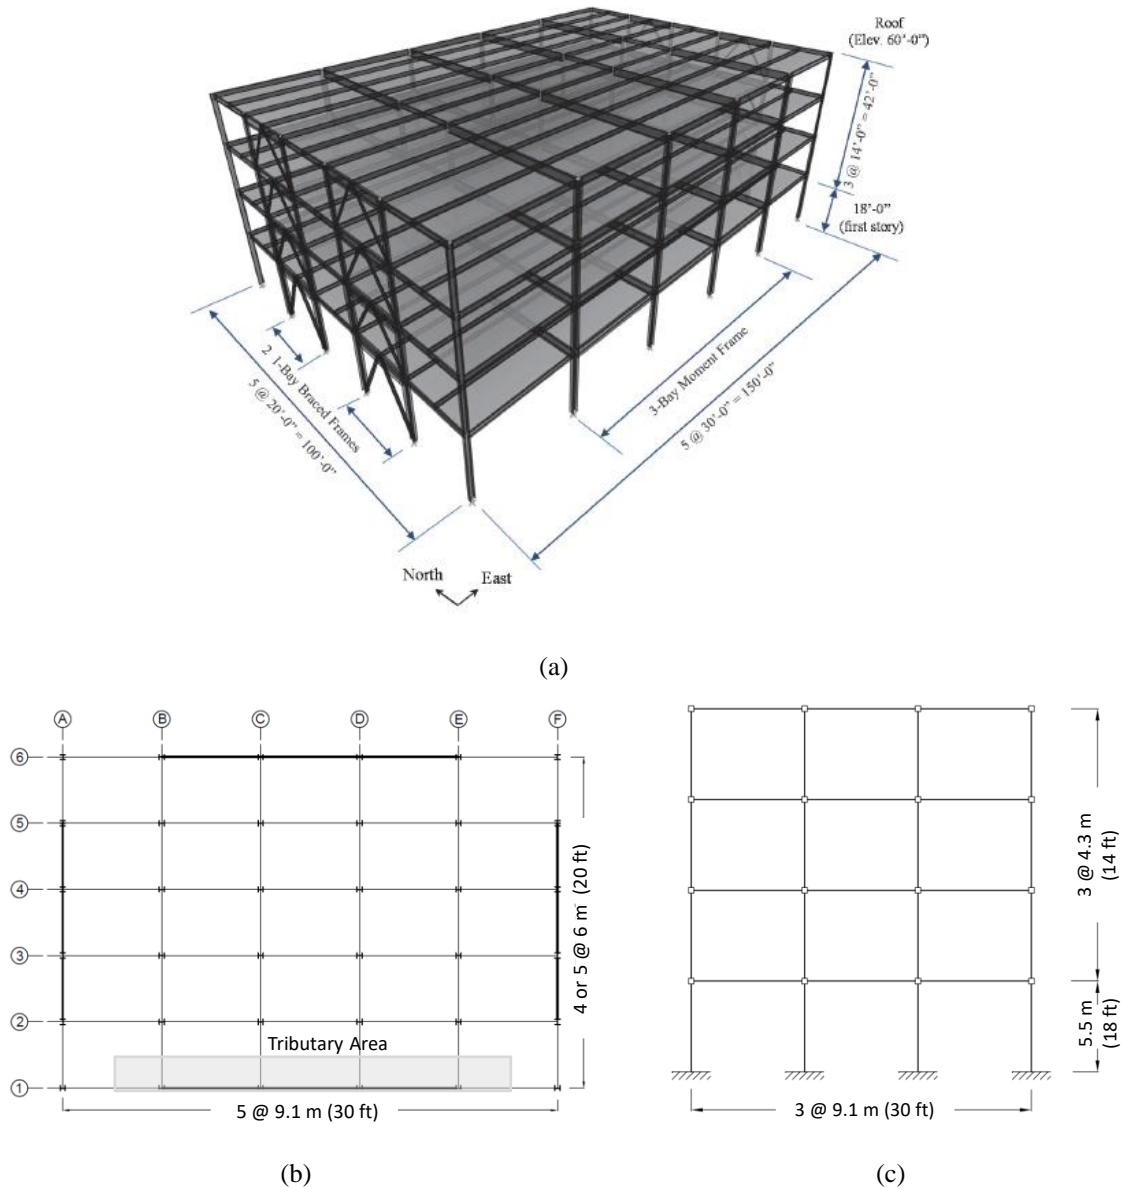 Roof
(Elev. 60'-0")
3 @ 14'-0" = 42'-0"
18'-0"
(first story)
3-Bay Moment Frame
5 @ 30'-0" = 150'-0"
2 1-Bay Braced Frames
5 @ 20'-0" = 100'-0"
North
East
(a)
A B C D E F
6
5
4
3
2
1
Tributary Area
5 @ 9.1 m (30 ft)
4 or 5 @ 6 m (20 ft)
(b)
3 @ 4.3 m
(14 ft)
5.5 m
(18 ft)
3 @ 9.1 m (30 ft)
(c)